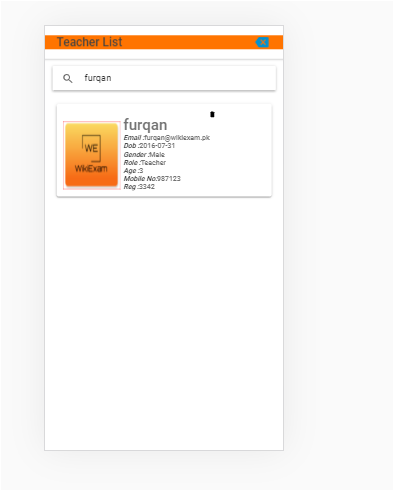 Teacher List
furqan
furqan
Email :furqan@wikiexam.pk
Dob :2016-07-31
Gender :Male
Role :Teacher
Age :3
Mobile No:987123
Reg :3342
WE
WikiExam